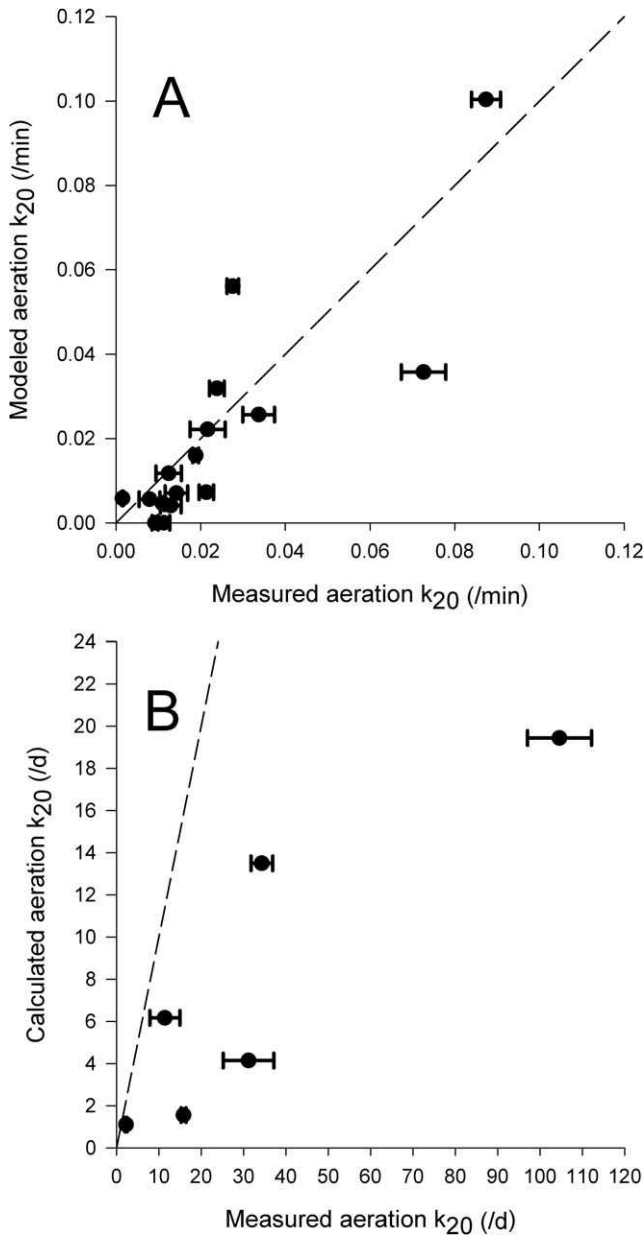 A
Modeled aeration k20 (/min)
0.12
0.10
0.08
0.06
0.04
0.02
0.00
0.00 0.02 0.04 0.06 0.08 0.10 0.12
Measured aeration k20 (/min)
B
Calculated aeration k20 (/d)
24
22
20
18
16
14
12
10
8
6
4
2
0
0 10 20 30 40 50 60 70 80 90 100 110 120
Measured aeration k20 (/d)